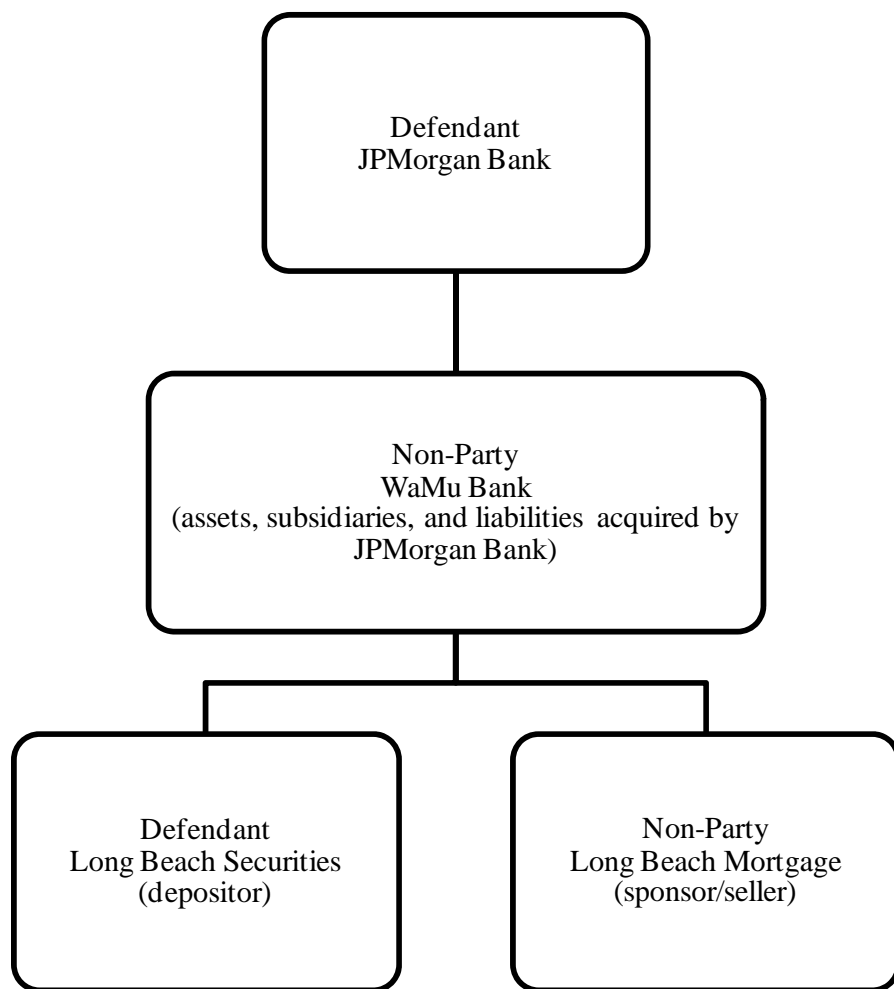 Defendant
JPMorgan Bank
Non-Party
WaMu Bank
(assets, subsidiaries, and liabilities acquired by
JPMorgan Bank)
Defendant
Long Beach Securities
(depositor)
Non-Party
Long Beach Mortgage
(sponsor/seller)